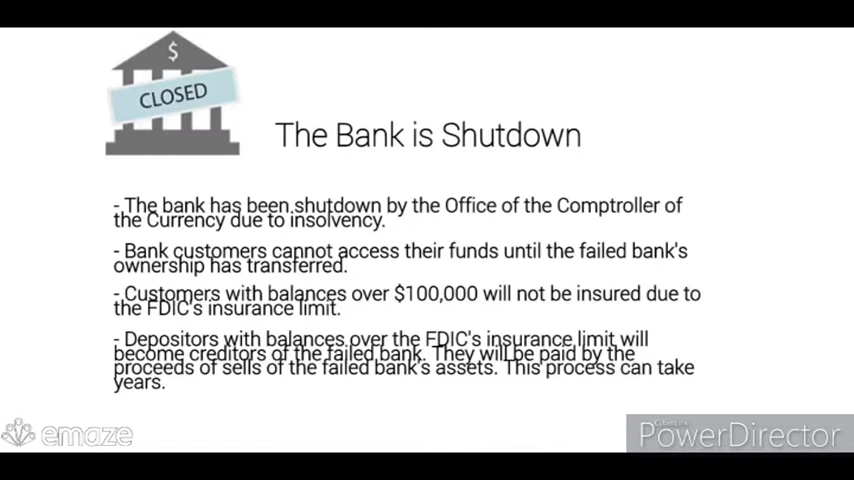 $
CLOSED
The Bank is Shutdown
- The bank has been shutdown by the Office of the Comptroller of
the Currency due to insolvency.
- Bank customers cannot access their funds until the failed bank's
ownership has transferred.
- Customers with balances over $100,000 will not be insured due to
the FDIC's insurance limit.
- Depositors with balances over the FDIC's insurance limit will
become creditors of the failed bank. They will be paid by the
proceeds of sells of the failed bank's assets. This process can take
years.
emaze
CyberLink
PowerDirector